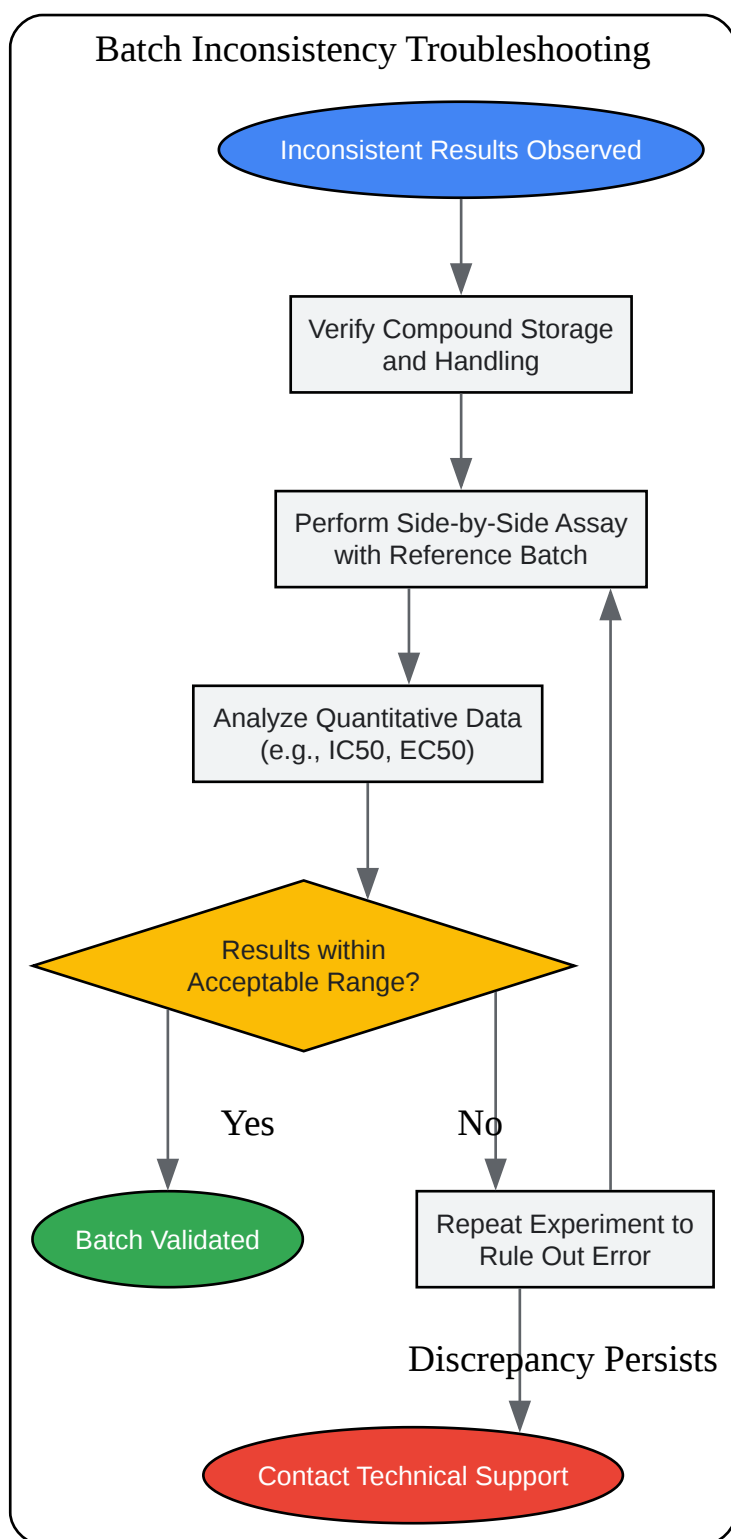 Batch Inconsistency Troubleshooting
Inconsistent Results Observed
Verify Compound Storage
and Handling
Perform Side-by-Side Assay
with Reference Batch
Analyze Quantitative Data
(e.g., IC50, EC50)
Results within
Acceptable Range?
Yes
No
Batch Validated
Repeat Experiment to
Rule Out Error
Discrepancy Persists
Contact Technical Support